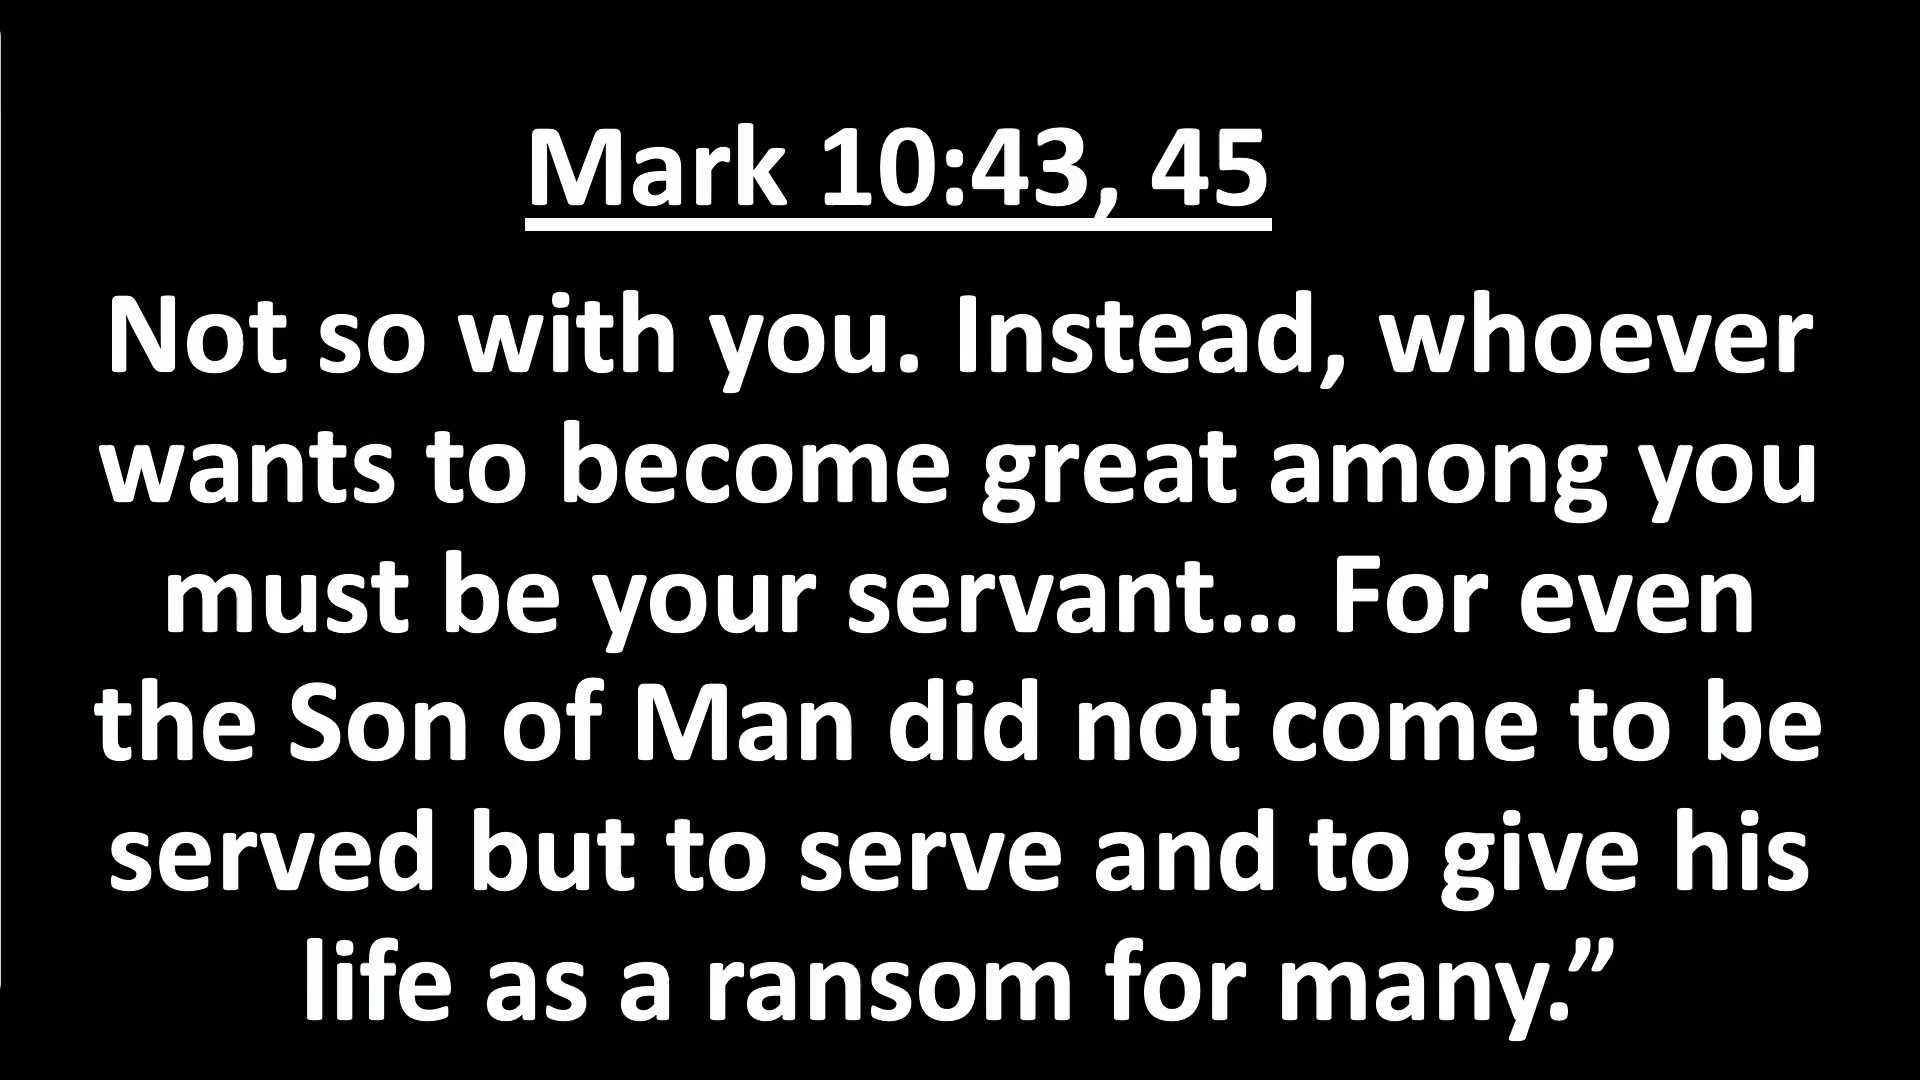 Mark 10:43, 45
Not so with you. Instead, whoever
wants to become great among you
must be your servant… For even
the Son of Man did not come to be
served but to serve and to give his
life as a ransom for many.”